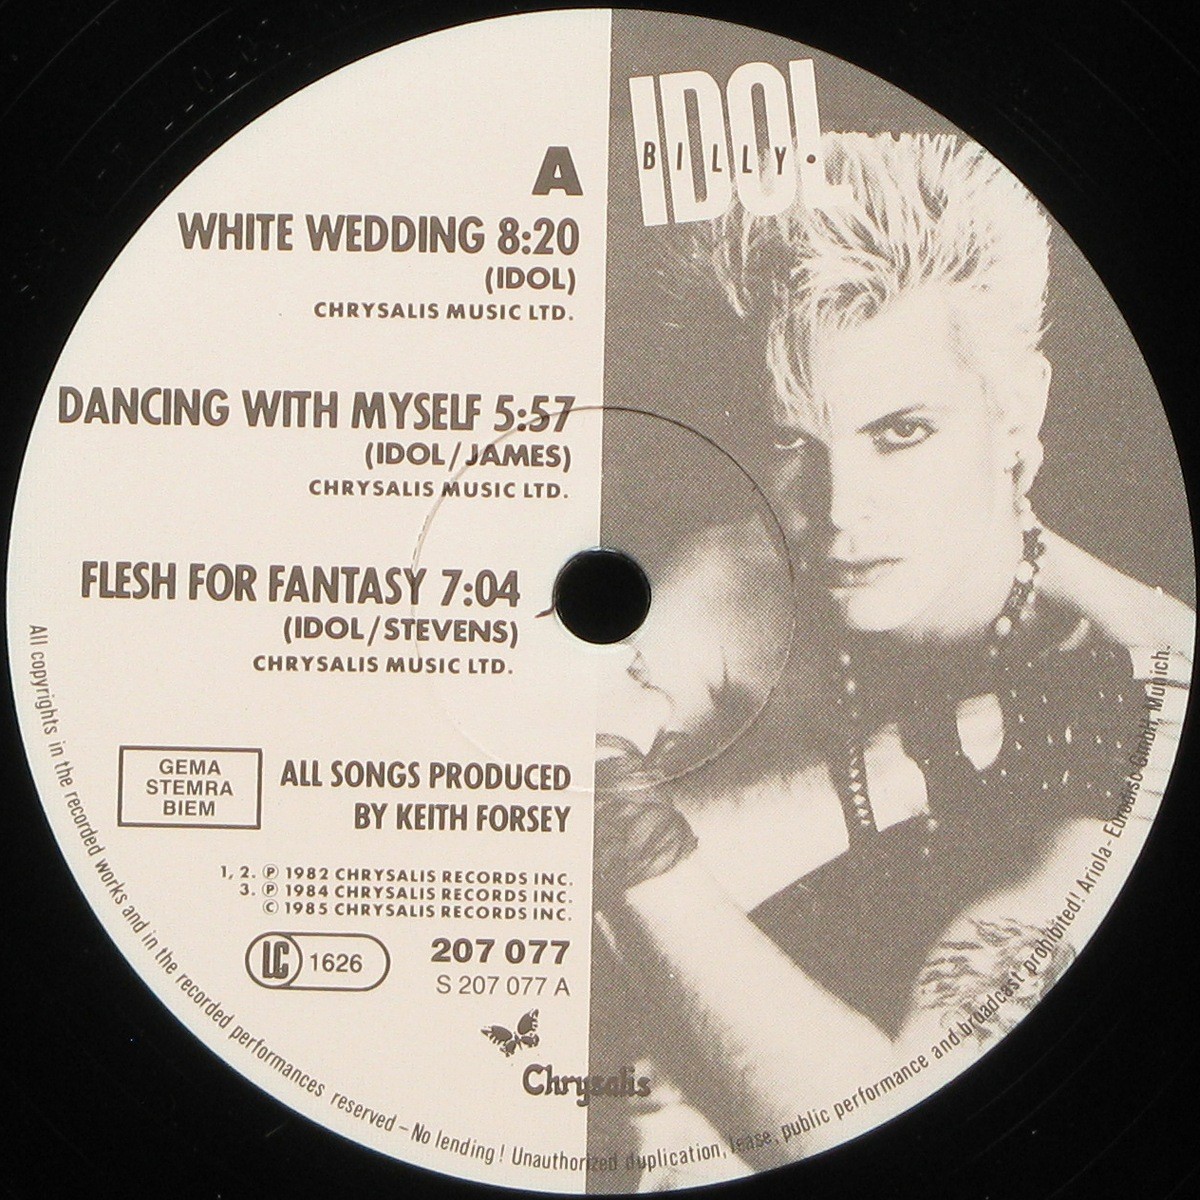 IDOL
BILLY•
A
WHITE WEDDING 8:20
(IDOL)
CHRYSALIS MUSIC LTD.
DANCING WITH MYSELF 5:57
(IDOL/JAMES)
CHRYSALIS MUSIC LTD.
FLESH FOR FANTASY 7:04
(IDOL/STEVENS)
CHRYSALIS MUSIC LTD.
GEMA
STEMRA
BIEM
ALL SONGS PRODUCED
BY KEITH FORSEY
1, 2. ℗ 1982 CHRYSALIS RECORDS INC.
3. ℗ 1984 CHRYSALIS RECORDS INC.
© 1985 CHRYSALIS RECORDS INC.
LC 1626
207 077
S 207 077 A
Chrysalis
All copyrights in the recorded works and in the recorded performances reserved – No lending! Unauthorized duplication, lease, public performance and broadcast prohibited! Ariola-Eurodisc GmbH, Munich.